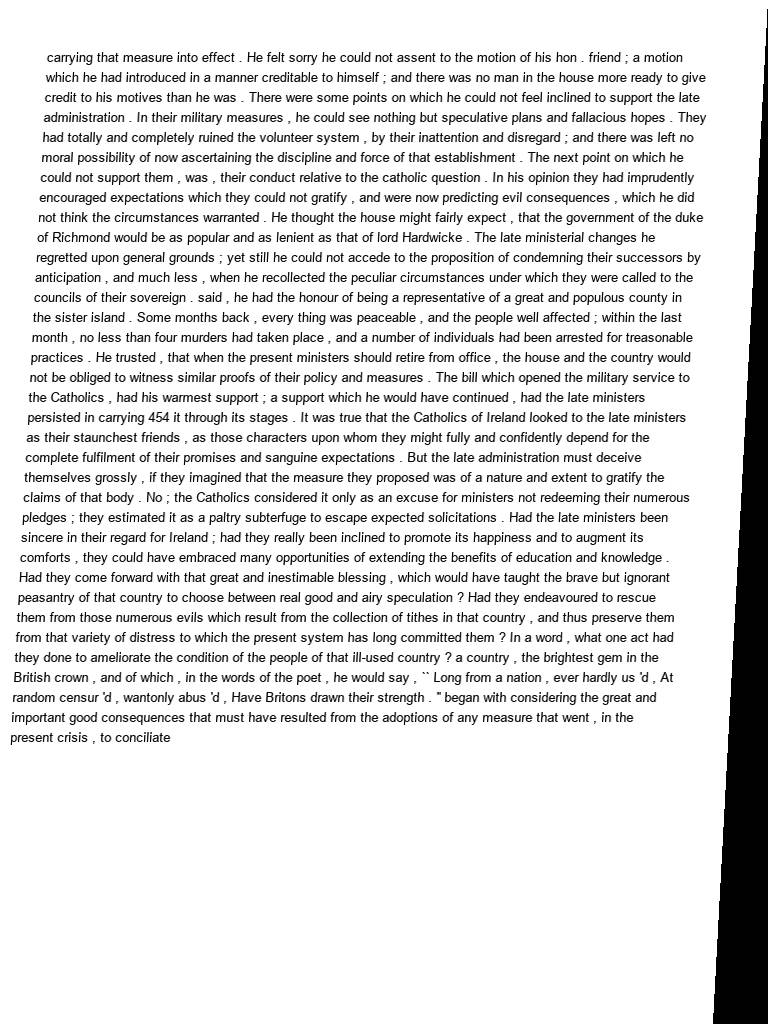 carrying that measure into effect . He felt sorry he could not assent to the motion of his hon . friend ; a motion
which he had introduced in a manner creditable to himself ; and there was no man in the house more ready to give
credit to his motives than he was . There were some points on which he could not feel inclined to support the late
administration . In their military measures , he could see nothing but speculative plans and fallacious hopes . They
had totally and completely ruined the volunteer system , by their inattention and disregard ; and there was left no
moral possibility of now ascertaining the discipline and force of that establishment . The next point on which he
could not support them , was , their conduct relative to the catholic question . In his opinion they had imprudently
encouraged expectations which they could not gratify , and were now predicting evil consequences , which he did
not think the circumstances warranted . He thought the house might fairly expect , that the government of the duke
of Richmond would be as popular and as lenient as that of lord Hardwicke . The late ministerial changes he
regretted upon general grounds ; yet still he could not accede to the proposition of condemning their successors by
anticipation , and much less , when he recollected the peculiar circumstances under which they were called to the
councils of their sovereign . said , he had the honour of being a representative of a great and populous county in
the sister island . Some months back , every thing was peaceable , and the people well affected ; within the last
month , no less than four murders had taken place , and a number of individuals had been arrested for treasonable
practices . He trusted , that when the present ministers should retire from office , the house and the country would
not be obliged to witness similar proofs of their policy and measures . The bill which opened the military service to
the Catholics , had his warmest support ; a support which he would have continued , had the late ministers
persisted in carrying 454 it through its stages . It was true that the Catholics of Ireland looked to the late ministers
as their staunchest friends , as those characters upon whom they might fully and confidently depend for the
complete fulfilment of their promises and sanguine expectations . But the late administration must deceive
themselves grossly , if they imagined that the measure they proposed was of a nature and extent to gratify the
claims of that body . No ; the Catholics considered it only as an excuse for ministers not redeeming their numerous
pledges ; they estimated it as a paltry subterfuge to escape expected solicitations . Had the late ministers been
sincere in their regard for Ireland ; had they really been inclined to promote its happiness and to augment its
comforts , they could have embraced many opportunities of extending the benefits of education and knowledge .
Had they come forward with that great and inestimable blessing , which would have taught the brave but ignorant
peasantry of that country to choose between real good and airy speculation ? Had they endeavoured to rescue
them from those numerous evils which result from the collection of tithes in that country , and thus preserve them
from that variety of distress to which the present system has long committed them ? In a word , what one act had
they done to ameliorate the condition of the people of that ill-used country ? a country , the brightest gem in the
British crown , and of which , in the words of the poet , he would say , `` Long from a nation , ever hardly us 'd , At
random censur 'd , wantonly abus 'd , Have Britons drawn their strength . " began with considering the great and
important good consequences that must have resulted from the adoptions of any measure that went , in the
present crisis , to conciliate